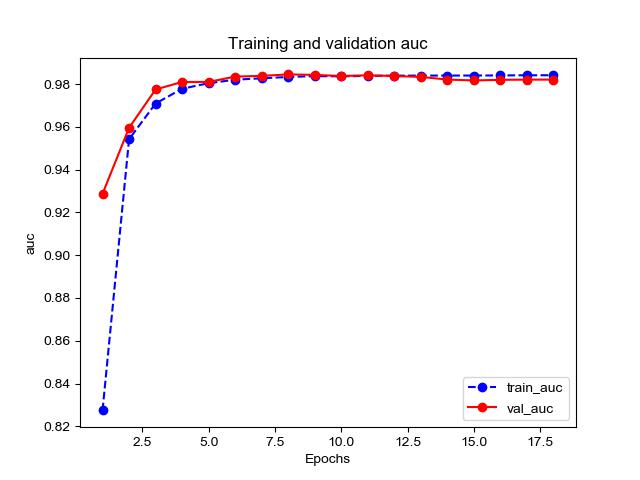 Training and validation auc
auc
0.98
0.96
0.94
0.92
0.90
0.88
0.86
0.84
0.82
train_auc
val_auc
2.5 5.0 7.5 10.0 12.5 15.0 17.5
Epochs